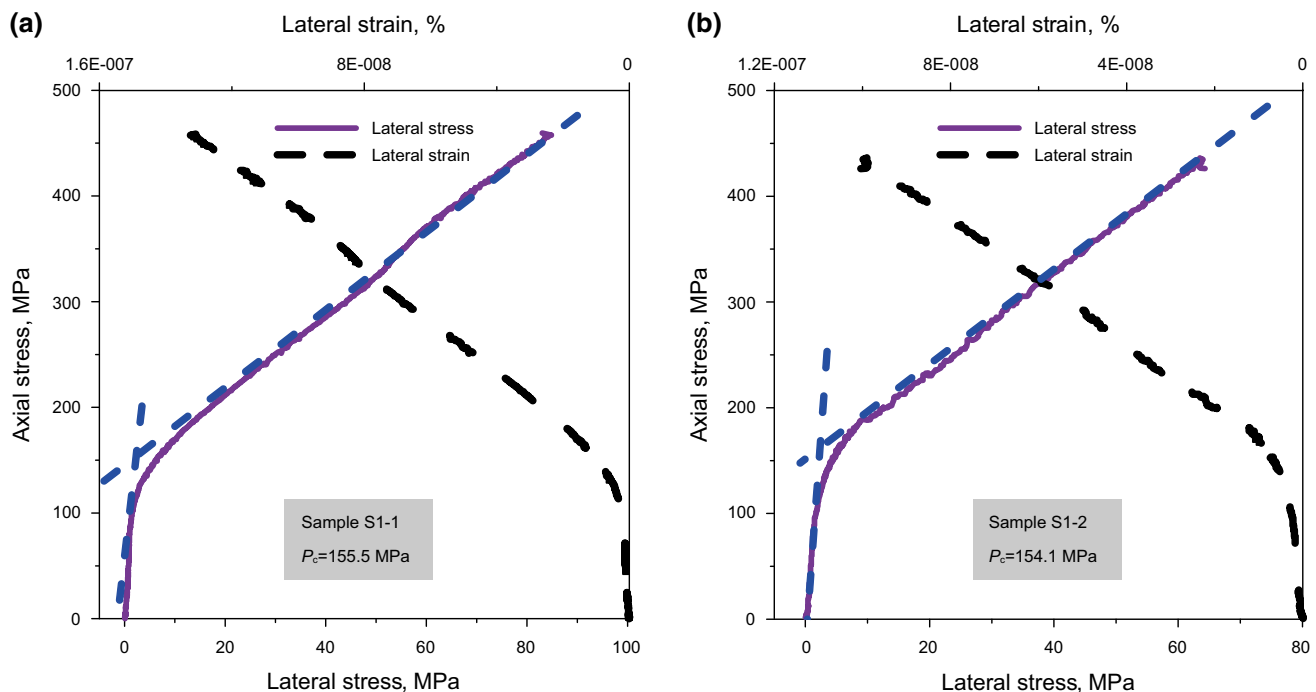 (a)
Lateral strain, %
1.6E-007 8E-008 0
500
400
300
200
100
0
Axial stress, MPa
Lateral stress
Lateral strain
Sample S1-1
Pc=155.5 MPa
0 20 40 60 80 100
Lateral stress, MPa
(b)
Lateral strain, %
1.2E-007 8E-008 4E-008 0
500
400
300
200
100
0
Axial stress, MPa
Lateral stress
Lateral strain
Sample S1-2
Pc=154.1 MPa
0 20 40 60 80
Lateral stress, MPa